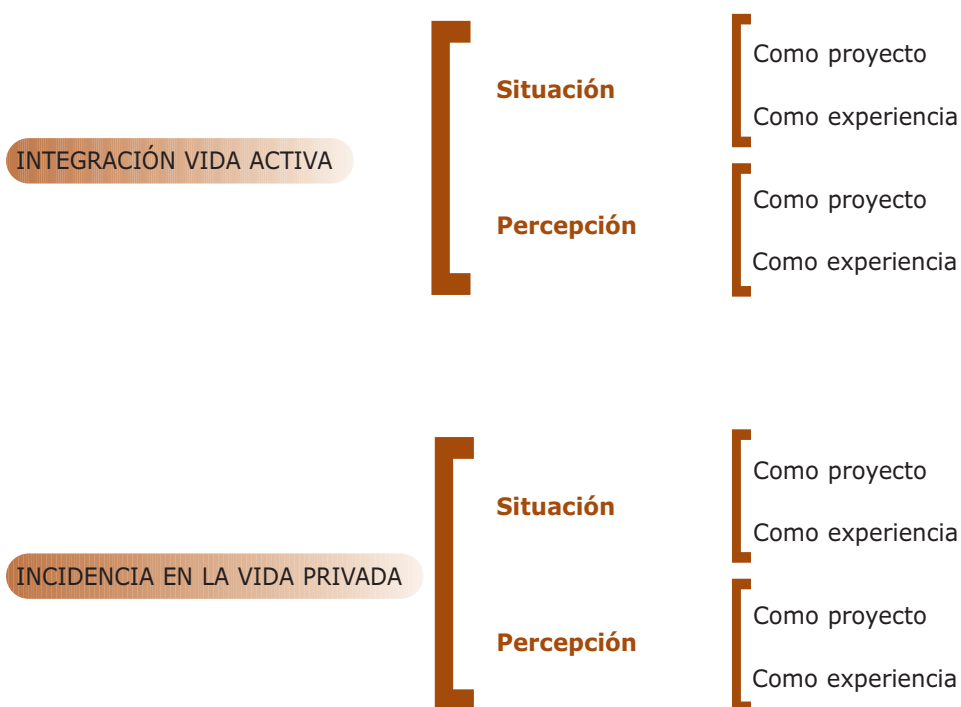 INTEGRACIÓN VIDA ACTIVA
Situación
Como proyecto
Como experiencia
Percepción
Como proyecto
Como experiencia
INCIDENCIA EN LA VIDA PRIVADA
Situación
Como proyecto
Como experiencia
Percepción
Como proyecto
Como experiencia